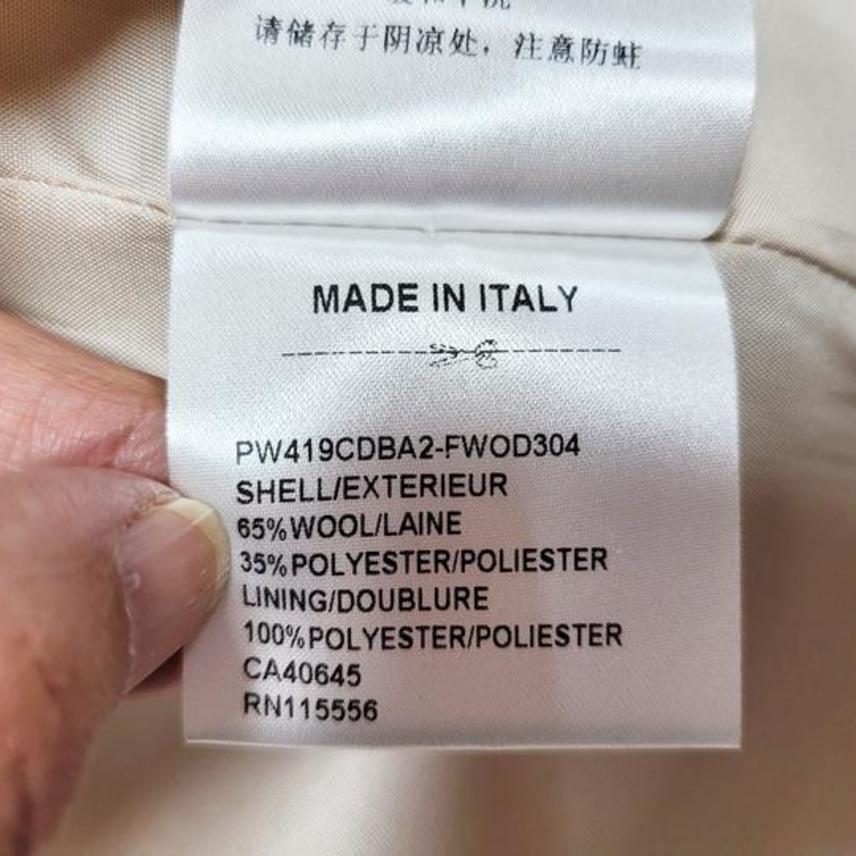 请储存于阴凉处，注意防蛀
MADE IN ITALY
PW419CDBA2-FWOD304
SHELL/EXTERIEUR
65%WOOL/LAINE
35%POLYESTER/POLIESTER
LINING/DOUBLURE
100%POLYESTER/POLIESTER
CA40645
RN115556